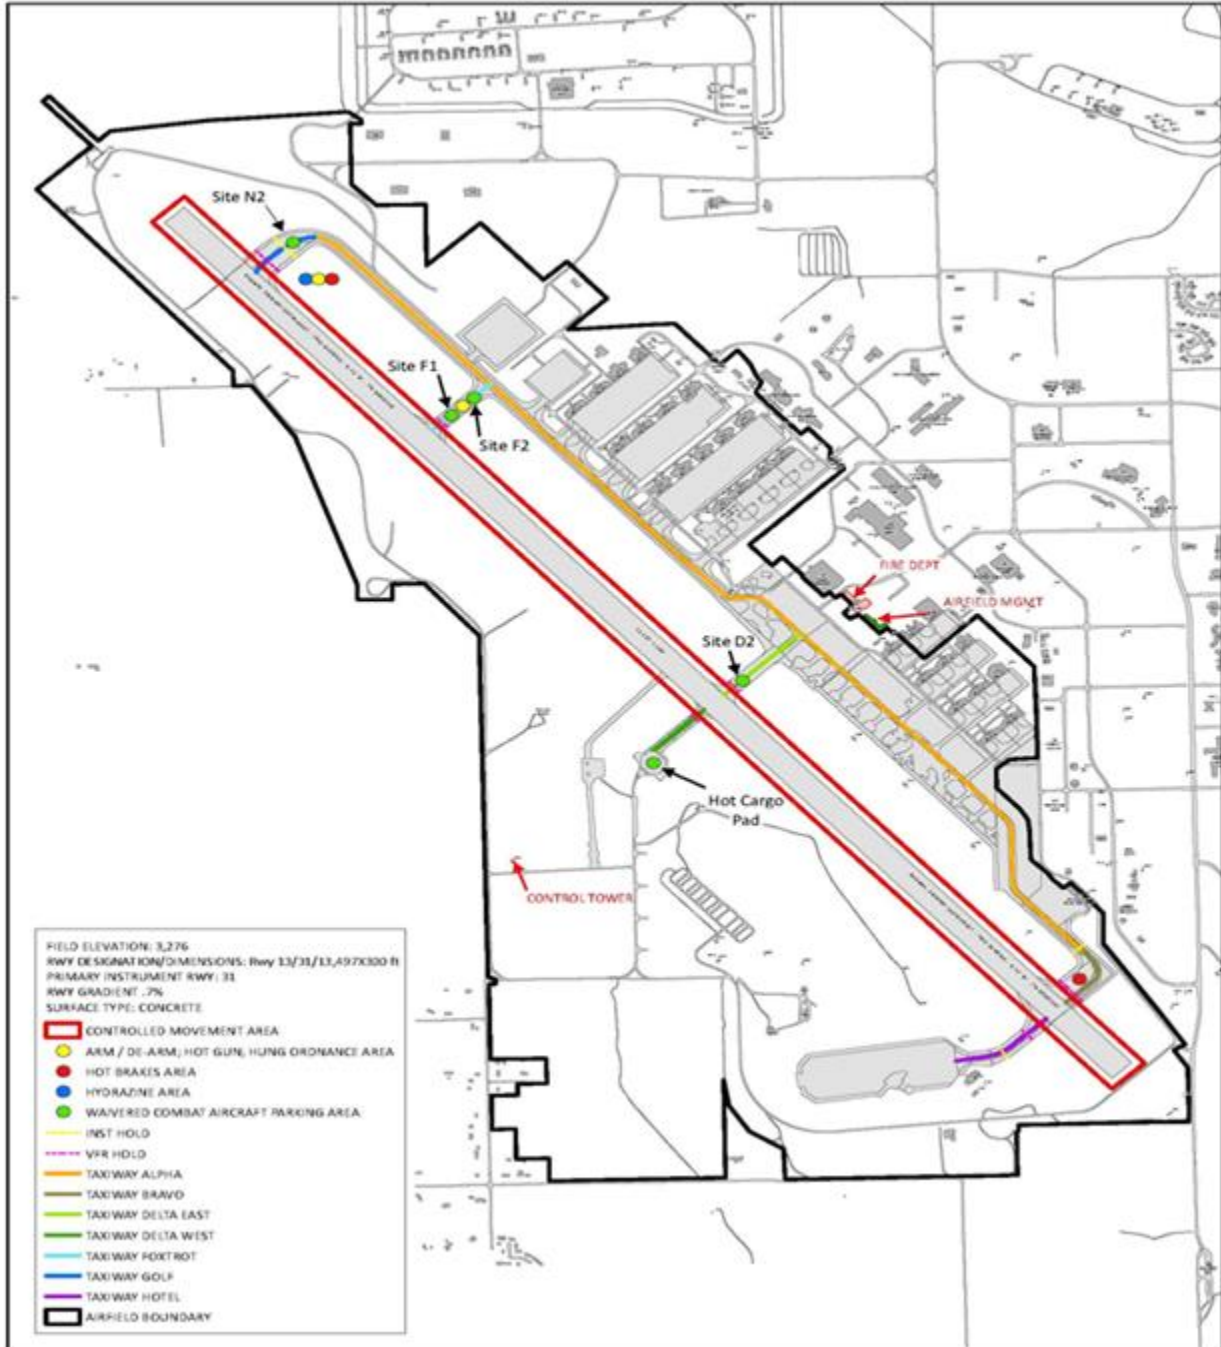 Site N2
Site F1
Site F2
FIRE DEPT
AIRFIELD MGMT
Site D2
Hot Cargo
Pad
CONTROL TOWER
FIELD ELEVATION: 3,276
RWY DESIGNATION/DIMENSIONS: Rwy 13/31/13,497X300 ft
PRIMARY INSTRUMENT RWY: 31
RWY GRADIENT .7%
SURFACE TYPE: CONCRETE
CONTROLLED MOVEMENT AREA
ARM / DE-ARM; HOT GUN; HUNG ORDNANCE AREA
HOT BRAKES AREA
HYDRAZINE AREA
WAIVERED COMBAT AIRCRAFT PARKING AREA
INST HOLD
VFR HOLD
TAXIWAY ALPHA
TAXIWAY BRAVO
TAXIWAY DELTA EAST
TAXIWAY DELTA WEST
TAXIWAY FOXTROT
TAXIWAY GOLF
TAXIWAY HOTEL
AIRFIELD BOUNDARY